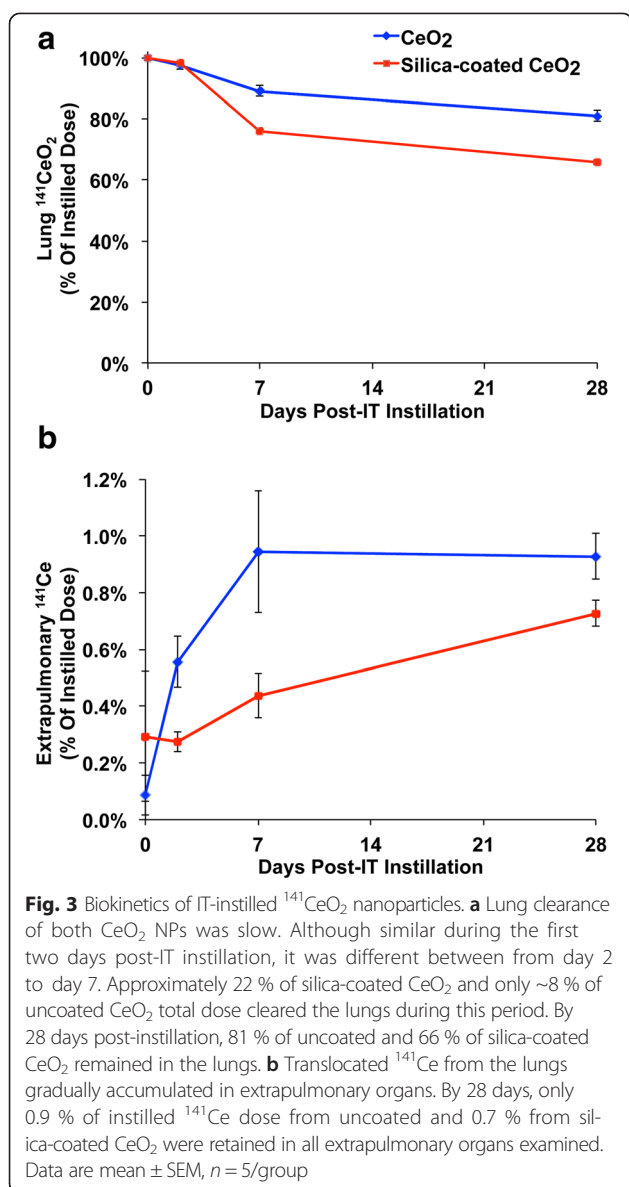 a
CeO₂
Silica-coated CeO₂
100%
80%
60%
40%
20%
0%
Lung ¹⁴¹CeO₂
(% Of Instilled Dose)
0 7 14 21 28
Days Post-IT Instillation
b
1.2%
1.0%
0.8%
0.6%
0.4%
0.2%
0.0%
Extrapulmonary ¹⁴¹Ce
(% Of Instilled Dose)
0 7 14 21 28
Days Post-IT Instillation
Fig. 3 Biokinetics of IT-instilled ¹⁴¹CeO₂ nanoparticles. a Lung clearance
of both CeO₂ NPs was slow. Although similar during the first
two days post-IT instillation, it was different between from day 2
to day 7. Approximately 22 % of silica-coated CeO₂ and only ~8 % of
uncoated CeO₂ total dose cleared the lungs during this period. By
28 days post-instillation, 81 % of uncoated and 66 % of silica-coated
CeO₂ remained in the lungs. b Translocated ¹⁴¹Ce from the lungs
gradually accumulated in extrapulmonary organs. By 28 days, only
0.9 % of instilled ¹⁴¹Ce dose from uncoated and 0.7 % from sil-
ica-coated CeO₂ were retained in all extrapulmonary organs examined.
Data are mean ± SEM, n = 5/group